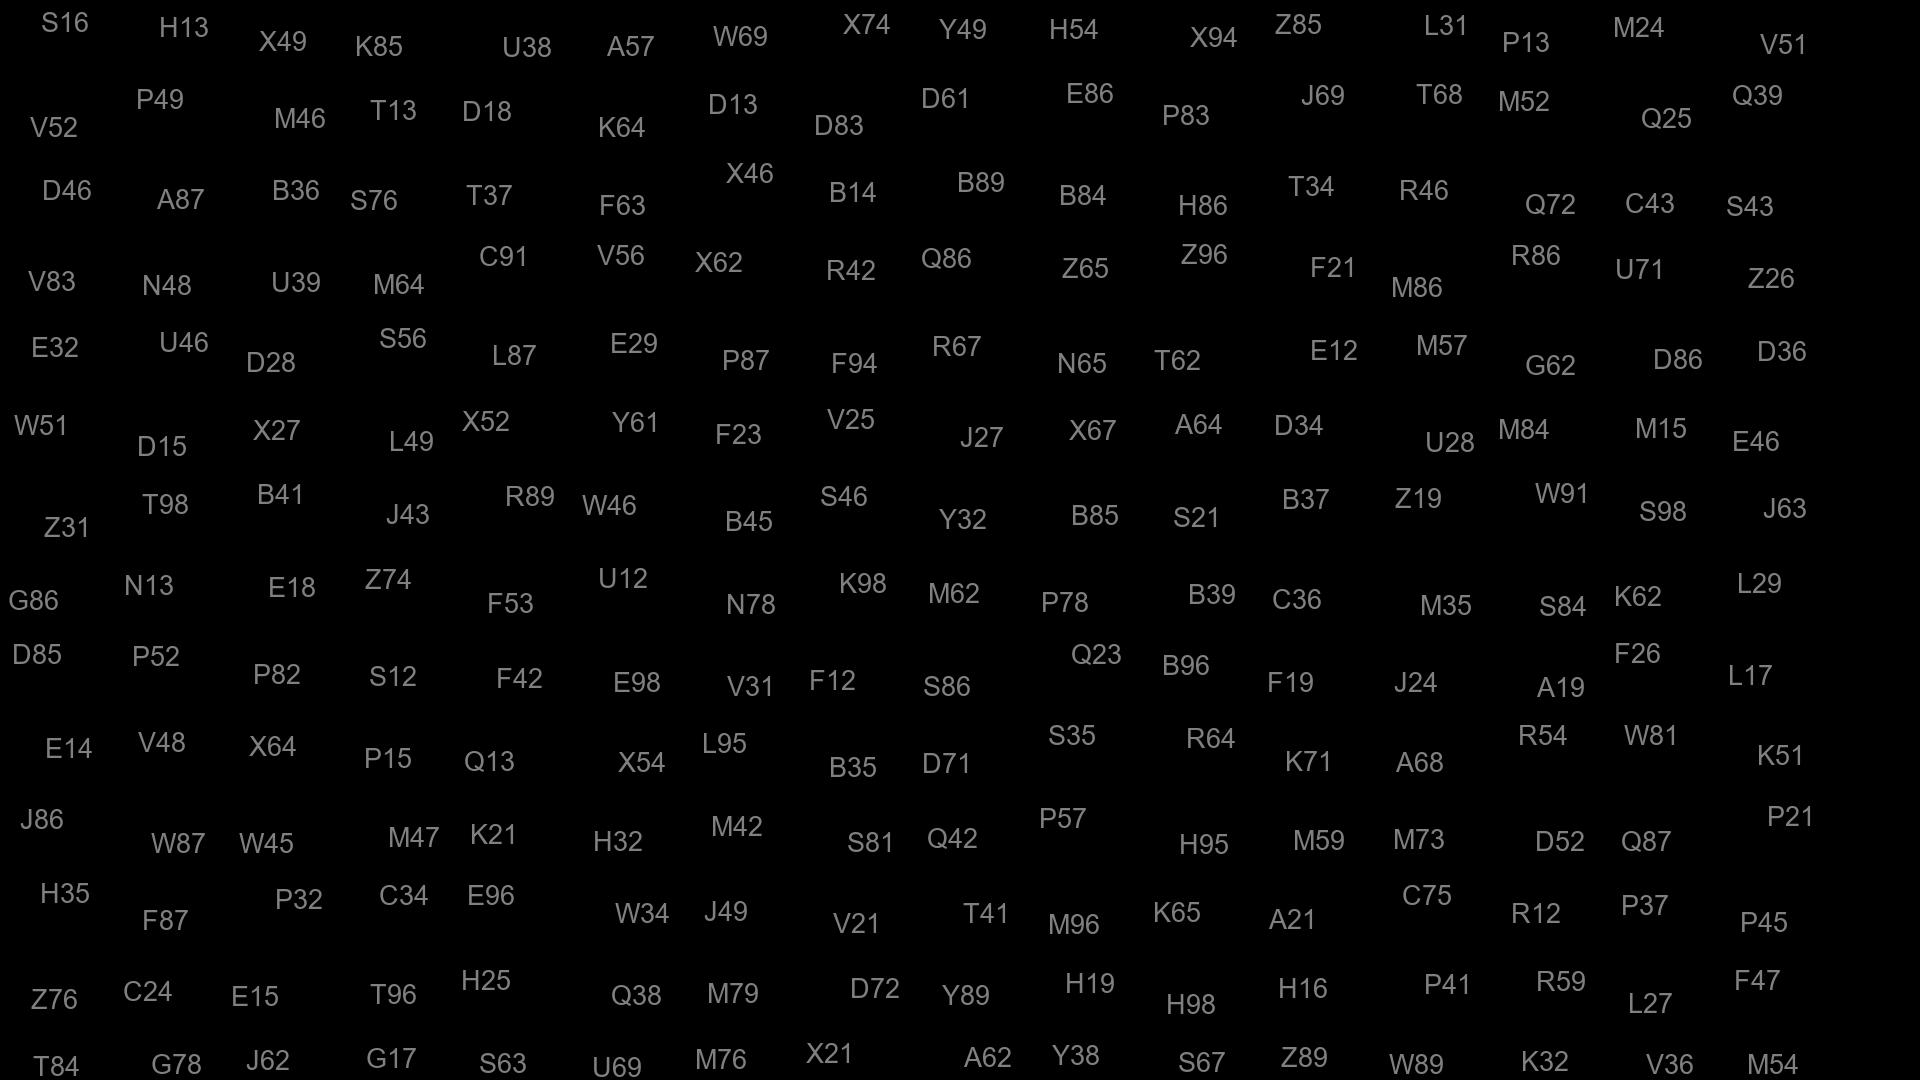 S16 H13 X49 K85 U38 A57 W69 X74 Y49 H54 X94 Z85 L31 P13 M24 V51
V52 P49 M46 T13 D18 K64 D13 D83 D61 E86 P83 J69 T68 M52 Q25 Q39
D46 A87 B36 S76 T37 F63 X46 B14 B89 B84 H86 T34 R46 Q72 C43 S43
V83 N48 U39 M64 C91 V56 X62 R42 Q86 Z65 Z96 F21 M86 R86 U71 Z26
E32 U46 D28 S56 L87 E29 P87 F94 R67 N65 T62 E12 M57 G62 D86 D36
W51 D15 X27 L49 X52 Y61 F23 V25 J27 X67 A64 D34 U28 M84 M15 E46
Z31 T98 B41 J43 R89 W46 B45 S46 Y32 B85 S21 B37 Z19 W91 S98 J63
G86 N13 E18 Z74 F53 U12 N78 K98 M62 P78 B39 C36 M35 S84 K62 L29
D85 P52 P82 S12 F42 E98 V31 F12 S86 Q23 B96 F19 J24 A19 F26 L17
E14 V48 X64 P15 Q13 X54 L95 B35 D71 S35 R64 K71 A68 R54 W81 K51
J86 W87 W45 M47 K21 H32 M42 S81 Q42 P57 H95 M59 M73 D52 Q87 P21
H35 F87 P32 C34 E96 W34 J49 V21 T41 M96 K65 A21 C75 R12 P37 P45
Z76 C24 E15 T96 H25 Q38 M79 D72 Y89 H19 H98 H16 P41 R59 L27 F47
T84 G78 J62 G17 S63 U69 M76 X21 A62 Y38 S67 Z89 W89 K32 V36 M54